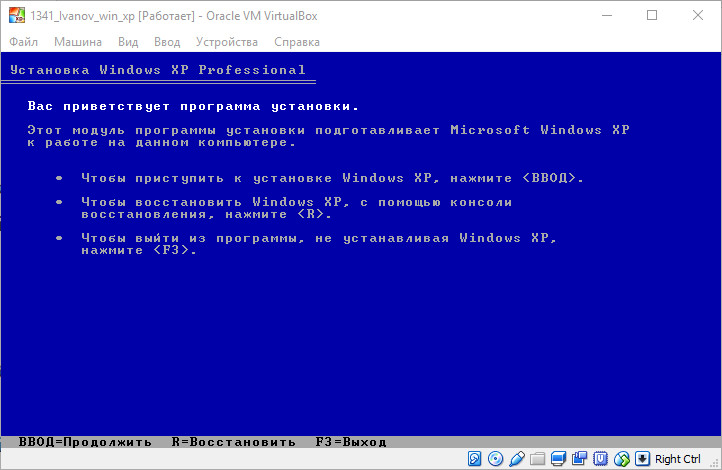 1341_Ivanov_win_xp [Работает] - Oracle VM VirtualBox
Файл Машина Вид Ввод Устройства Справка
Установка Windows XP Professional
Вас приветствует программа установки.
Этот модуль программы установки подготавливает Microsoft Windows XP
к работе на данном компьютере.
• Чтобы приступить к установке Windows XP, нажмите <ВВОД>.
• Чтобы восстановить Windows XP, с помощью консоли
восстановления, нажмите <R>.
• Чтобы выйти из программы, не устанавливая Windows XP,
нажмите <F3>.
ВВОД=Продолжить R=Восстановить F3=Выход
Right Ctrl